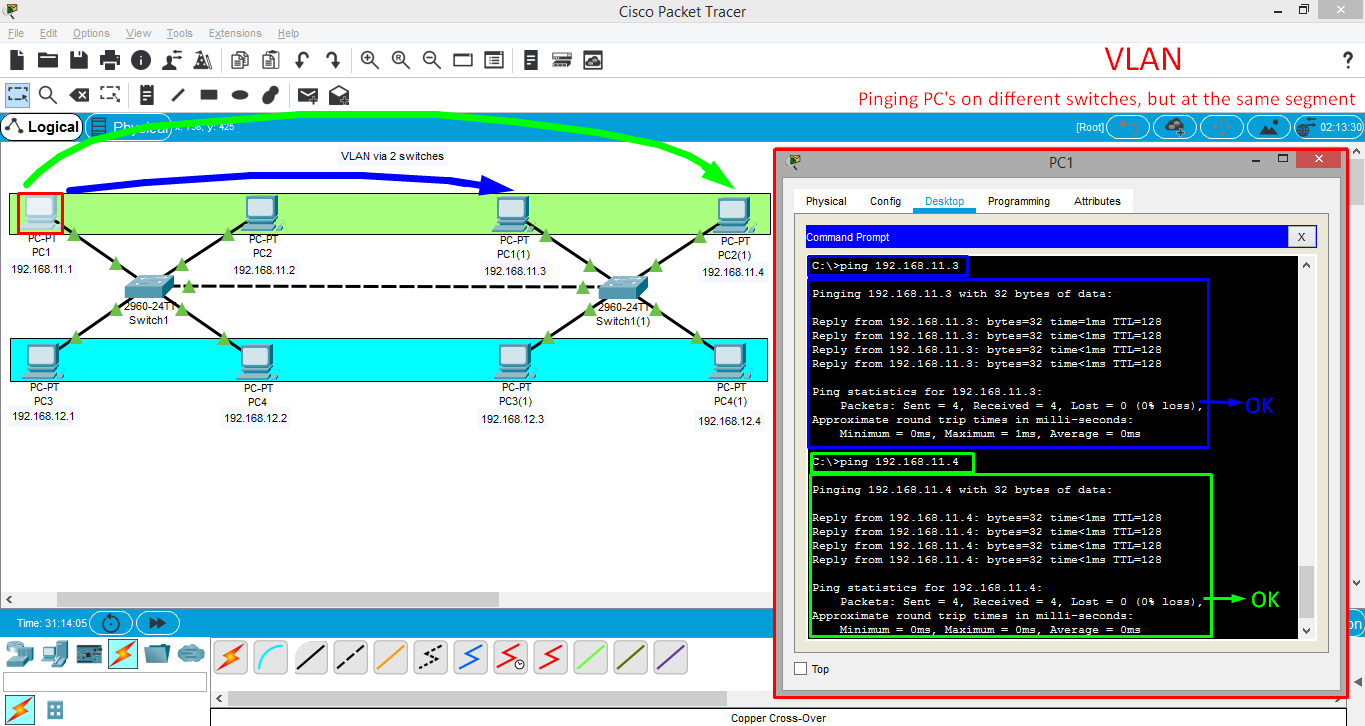 Cisco Packet Tracer
File Edit Options View Tools Extensions Help
VLAN
?
Pinging PC's on different switches, but at the same segment
Logical
Physical
y: 425
[Root]
02:13:30
VLAN via 2 switches
PC-PT
PC1
192.168.11.1
PC-PT
PC2
192.168.11.2
PC-PT
PC1(1)
192.168.11.3
PC-PT
PC2(1)
192.168.11.4
2960-24TT
Switch1
2960-24TT
Switch1(1)
PC-PT
PC3
192.168.12.1
PC-PT
PC4
192.168.12.2
PC-PT
PC3(1)
192.168.12.3
PC-PT
PC4(1)
192.168.12.4
PC1
Physical Config Desktop Programming Attributes
Command Prompt
X
C:\>ping 192.168.11.3
Pinging 192.168.11.3 with 32 bytes of data:
Reply from 192.168.11.3: bytes=32 time=1ms TTL=128
Reply from 192.168.11.3: bytes=32 time<1ms TTL=128
Reply from 192.168.11.3: bytes=32 time<1ms TTL=128
Reply from 192.168.11.3: bytes=32 time<1ms TTL=128
Ping statistics for 192.168.11.3:
Packets: Sent = 4, Received = 4, Lost = 0 (0% loss),
OK
Approximate round trip times in milli-seconds:
Minimum = 0ms, Maximum = 1ms, Average = 0ms
C:\>ping 192.168.11.4
Pinging 192.168.11.4 with 32 bytes of data:
Reply from 192.168.11.4: bytes=32 time<1ms TTL=128
Reply from 192.168.11.4: bytes=32 time<1ms TTL=128
Reply from 192.168.11.4: bytes=32 time<1ms TTL=128
Reply from 192.168.11.4: bytes=32 time<1ms TTL=128
Ping statistics for 192.168.11.4:
Packets: Sent = 4, Received = 4, Lost = 0 (0% loss),
OK
Approximate round trip times in milli-seconds:
Minimum = 0ms, Maximum = 0ms, Average = 0ms
Top
Time: 31:14:05
Copper Cross-Over